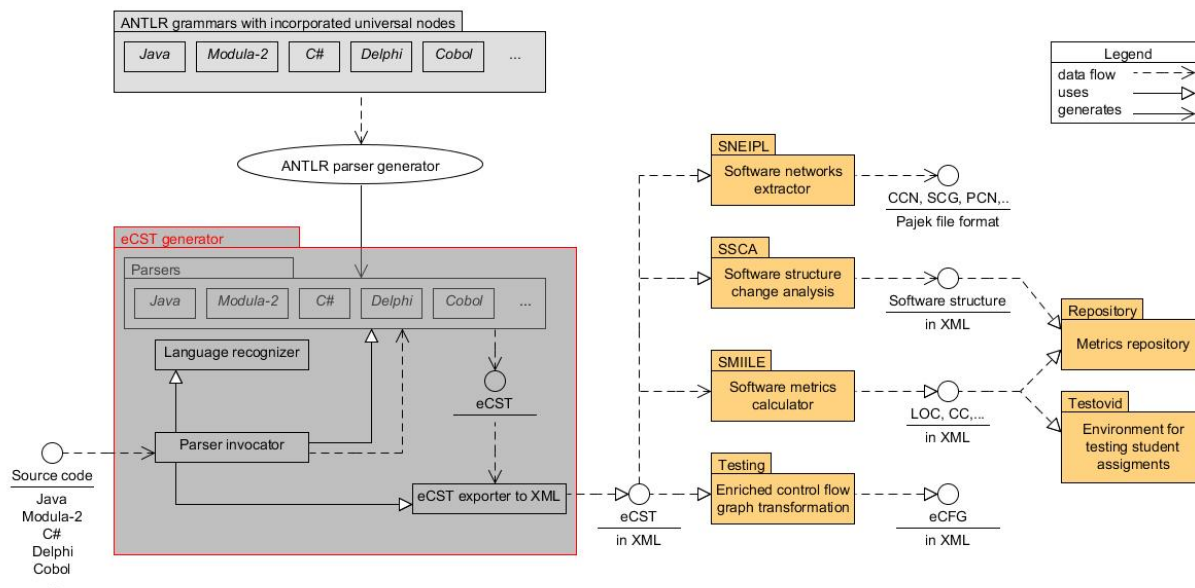 ANTLR grammars with incorporated universal nodes
Java
Modula-2
C#
Delphi
Cobol
...
Legend
data flow
uses
generates
ANTLR parser generator
eCST generator
Parsers
Java
Modula-2
C#
Delphi
Cobol
...
Language recognizer
eCST
Parser invocator
eCST exporter to XML
Source code
Java
Modula-2
C#
Delphi
Cobol
eCST
in XML
SNEIPL
Software networks
extractor
CCN, SCG, PCN,..
Pajek file format
SSCA
Software structure
change analysis
Software structure
in XML
SMIILE
Software metrics
calculator
LOC, CC,...
in XML
Testing
Enriched control flow
graph transformation
eCFG
in XML
Repository
Metrics repository
Testovid
Environment for
testing student
assigments